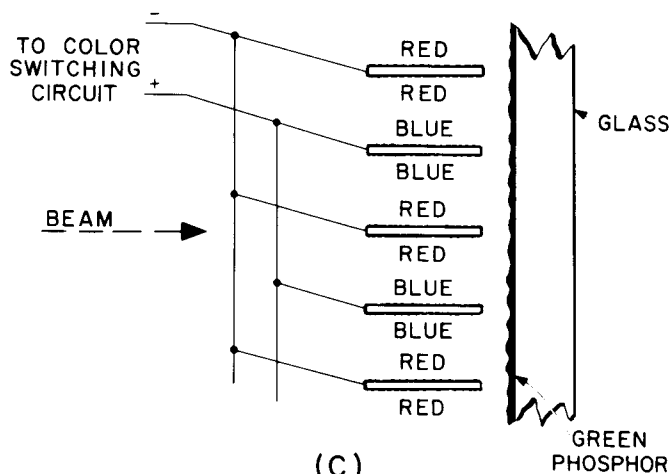 −
TO COLOR
SWITCHING
CIRCUIT
+
RED
RED
BLUE
BLUE
GLASS
BEAM
RED
RED
BLUE
BLUE
RED
RED
GREEN
PHOSPHOR
(C)